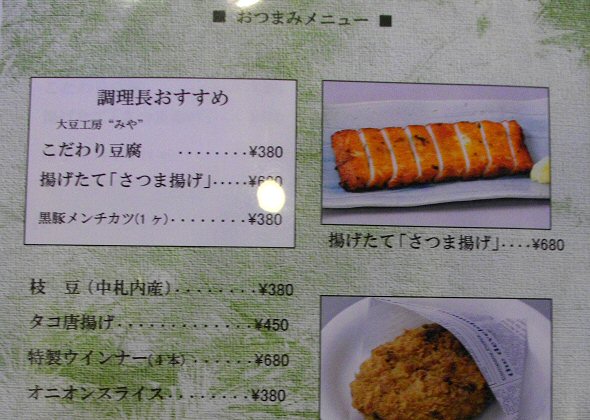 ■ おつまみメニュー ■
調理長おすすめ
大豆工房“みや”
こだわり豆腐 ........¥380
揚げたて「さつま揚げ」.....¥680
黒豚メンチカツ(1ヶ)........¥380
揚げたて「さつま揚げ」....¥680
枝 豆（中札内産）........¥380
タコ唐揚げ.............¥450
特製ウインナー(4本)......¥680
オニオンスライス........¥380